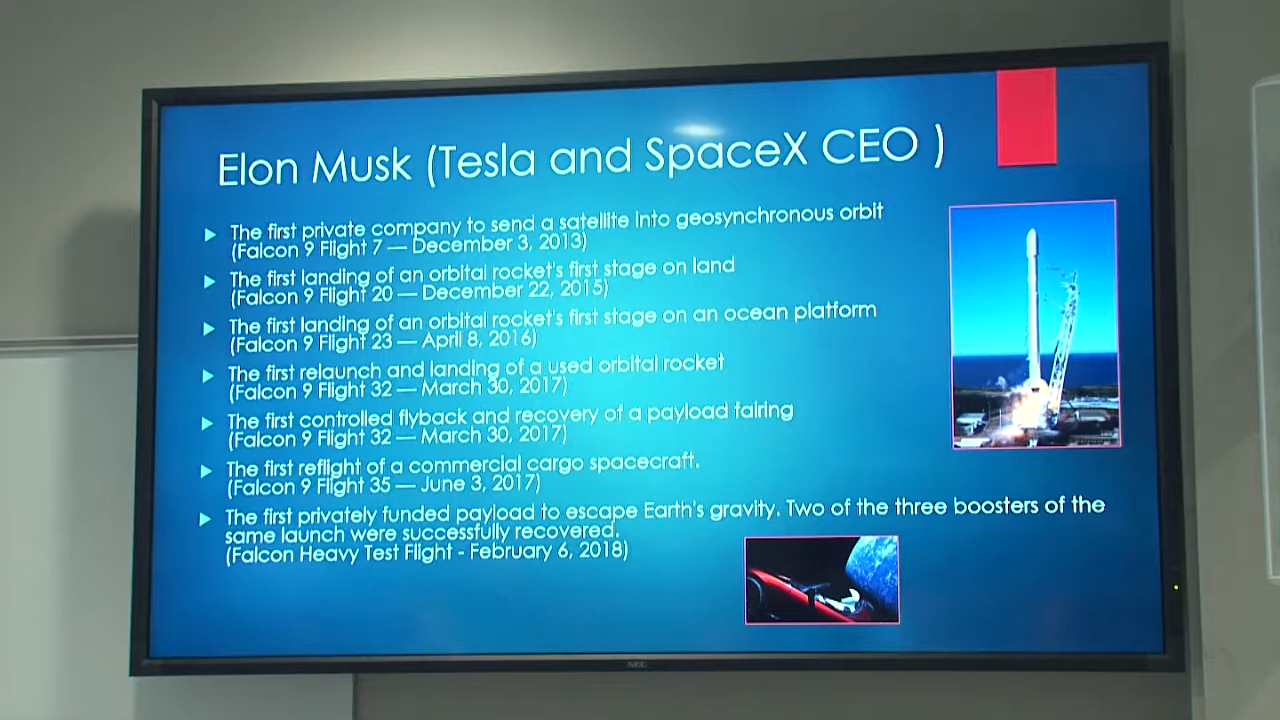 Elon Musk (Tesla and SpaceX CEO )
The first private company to send a satellite into geosynchronous orbit
(Falcon 9 Flight 7 — December 3, 2013)
The first landing of an orbital rocket's first stage on land
(Falcon 9 Flight 20 — December 22, 2015)
The first landing of an orbital rocket's first stage on an ocean platform
(Falcon 9 Flight 23 — April 8, 2016)
The first relaunch and landing of a used orbital rocket
(Falcon 9 Flight 32 — March 30, 2017)
The first controlled flyback and recovery of a payload fairing
(Falcon 9 Flight 32 — March 30, 2017)
The first reflight of a commercial cargo spacecraft.
(Falcon 9 Flight 35 — June 3, 2017)
The first privately funded payload to escape Earth's gravity. Two of the three boosters of the
same launch were successfully recovered.
(Falcon Heavy Test Flight - February 6, 2018)
NEC